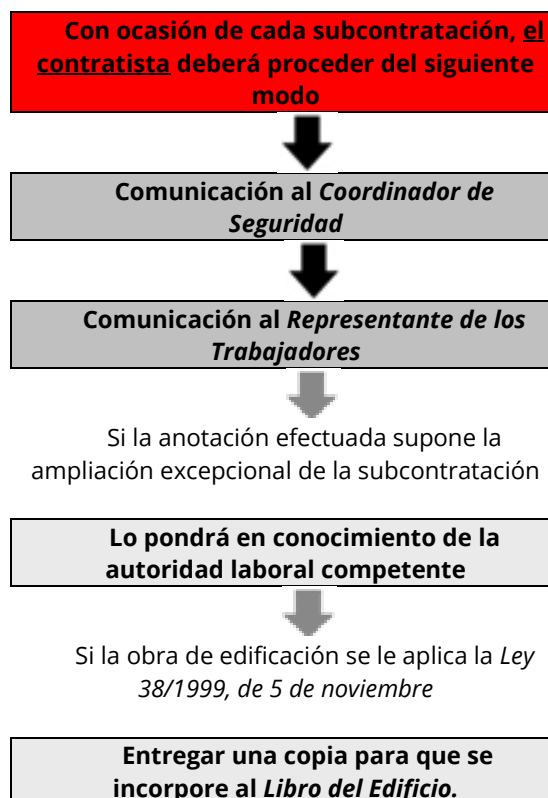 Con ocasión de cada subcontratación, el
contratista deberá proceder del siguiente
modo
Comunicación al Coordinador de
Seguridad
Comunicación al Representante de los
Trabajadores
Si la anotación efectuada supone la
ampliación excepcional de la subcontratación
Lo pondrá en conocimiento de la
autoridad laboral competente
Si la obra de edificación se le aplica la Ley
38/1999, de 5 de noviembre
Entregar una copia para que se
incorpore al Libro del Edificio.